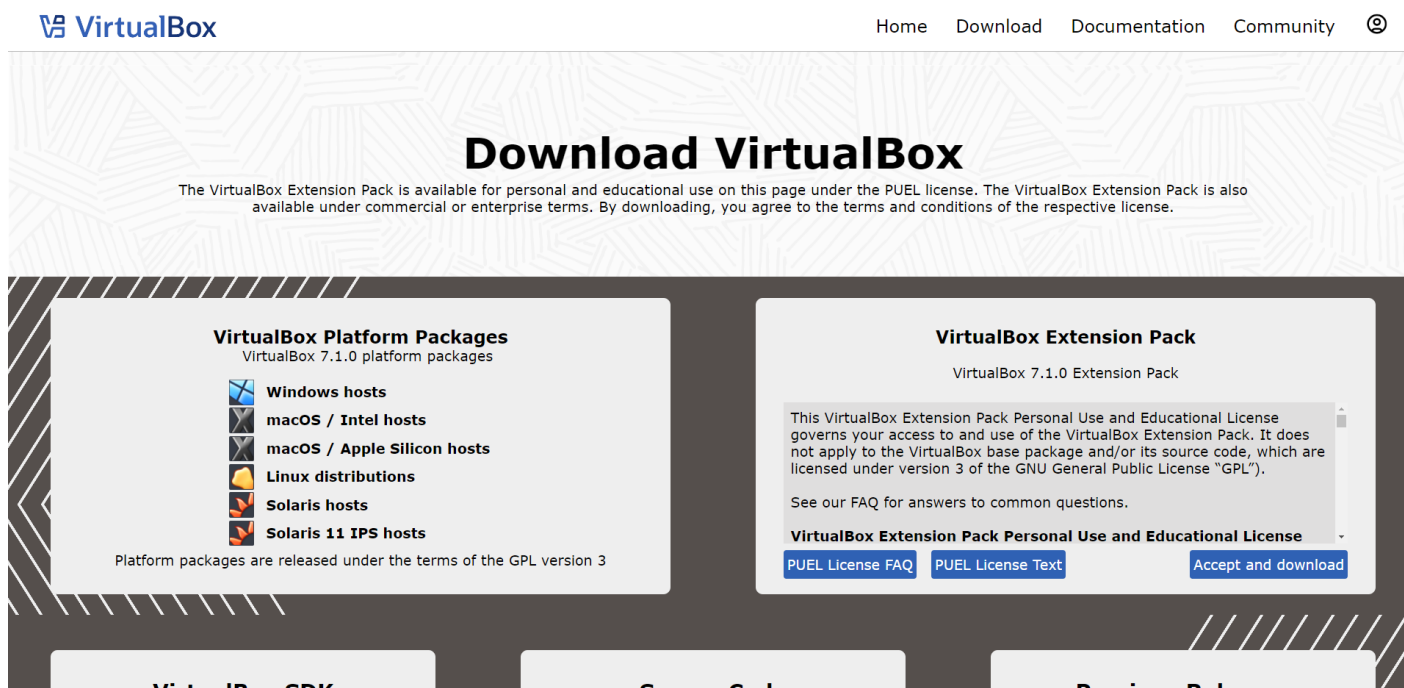 VirtualBox
Home Download Documentation Community
Download VirtualBox
The VirtualBox Extension Pack is available for personal and educational use on this page under the PUEL license. The VirtualBox Extension Pack is also
available under commercial or enterprise terms. By downloading, you agree to the terms and conditions of the respective license.
VirtualBox Platform Packages
VirtualBox 7.1.0 platform packages
Windows hosts
macOS / Intel hosts
macOS / Apple Silicon hosts
Linux distributions
Solaris hosts
Solaris 11 IPS hosts
Platform packages are released under the terms of the GPL version 3
VirtualBox Extension Pack
VirtualBox 7.1.0 Extension Pack
This VirtualBox Extension Pack Personal Use and Educational License
governs your access to and use of the VirtualBox Extension Pack. It does
not apply to the VirtualBox base package and/or its source code, which are
licensed under version 3 of the GNU General Public License “GPL”).
See our FAQ for answers to common questions.
VirtualBox Extension Pack Personal Use and Educational License
PUEL License FAQ PUEL License Text Accept and download